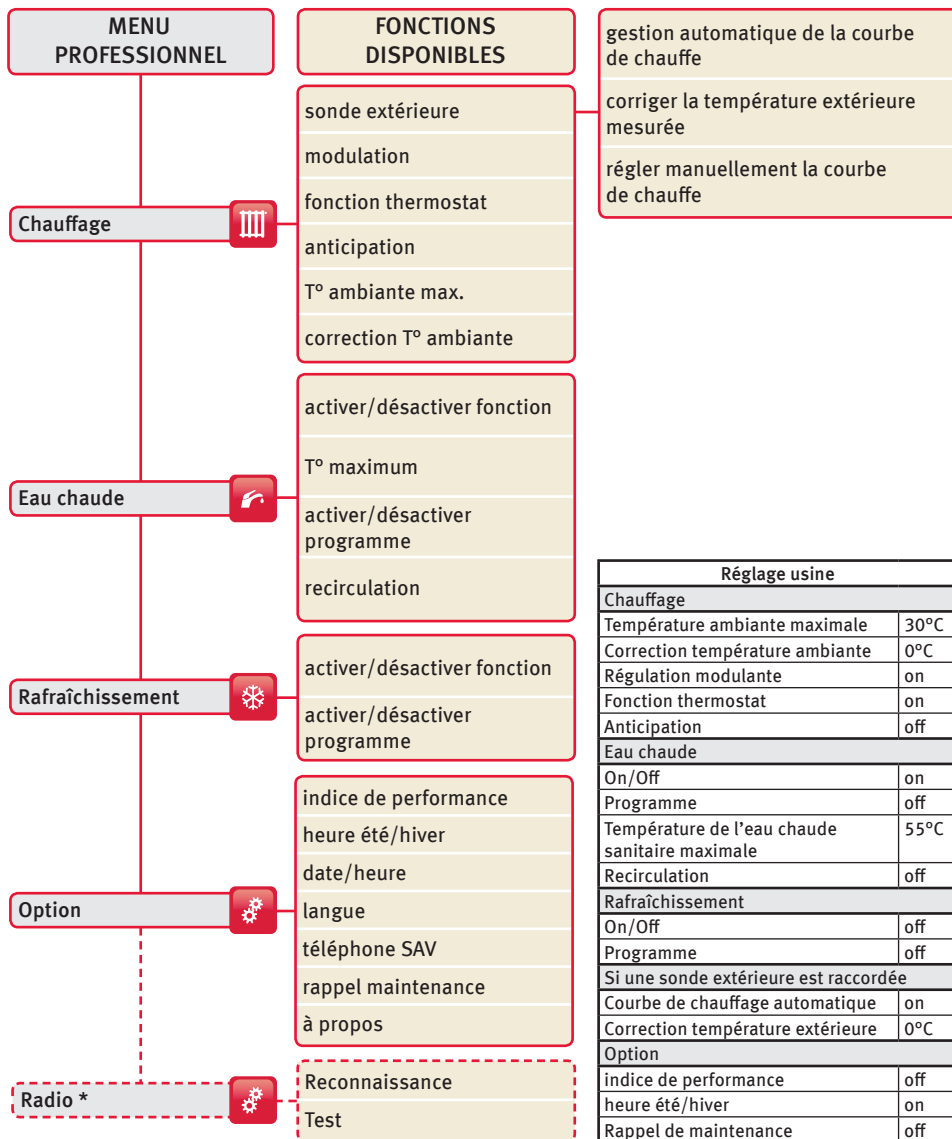 MENU
PROFESSIONNEL
FONCTIONS
DISPONIBLES
Chauffage
sonde extérieure
modulation
fonction thermostat
anticipation
T° ambiante max.
correction T° ambiante
gestion automatique de la courbe
de chauffe
corriger la température extérieure
mesurée
régler manuellement la courbe
de chauffe
Eau chaude
activer/désactiver fonction
T° maximum
activer/désactiver
programme
recirculation
Rafraîchissement
activer/désactiver fonction
activer/désactiver
programme
Option
indice de performance
heure été/hiver
date/heure
langue
téléphone SAV
rappel maintenance
à propos
Radio *
Reconnaissance
Test
Réglage usine
Chauffage
Température ambiante maximale 30°C
Correction température ambiante 0°C
Régulation modulante on
Fonction thermostat on
Anticipation off
Eau chaude
On/Off on
Programme off
Température de l’eau chaude 55°C
sanitaire maximale
Recirculation off
Rafraîchissement
On/Off off
Programme off
Si une sonde extérieure est raccordée
Courbe de chauffage automatique on
Correction température extérieure 0°C
Option
indice de performance off
heure été/hiver on
Rappel de maintenance off